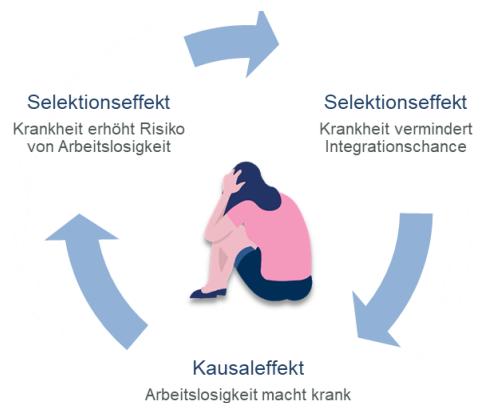 Selektionseffekt
Krankheit erhöht Risiko
von Arbeitslosigkeit
Selektionseffekt
Krankheit vermindert
Integrationschance
Kausaleffekt
Arbeitslosigkeit macht krank